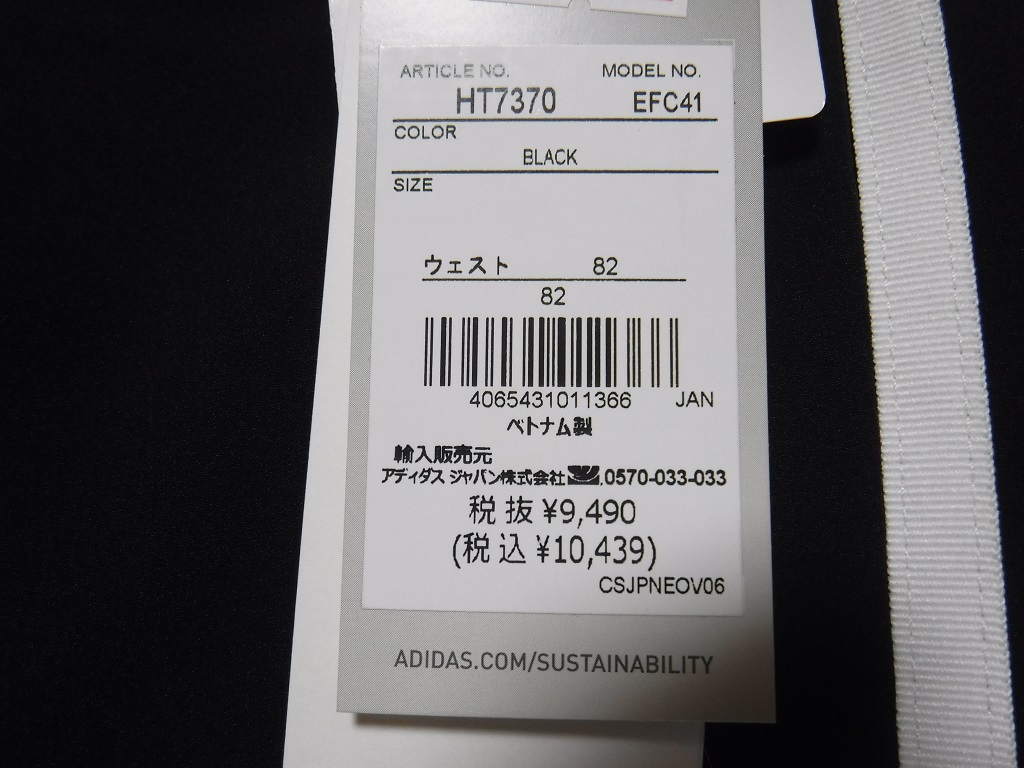 ARTICLE NO. MODEL NO.
HT7370 EFC41
COLOR
BLACK
SIZE
ウェスト 82
82
4065431011366 JAN
ベトナム製
輸入販売元
アディダス ジャパン株式会社 0570-033-033
税抜 ¥9,490
(税込 ¥10,439)
CSJPNEOV06
ADIDAS.COM/SUSTAINABILITY